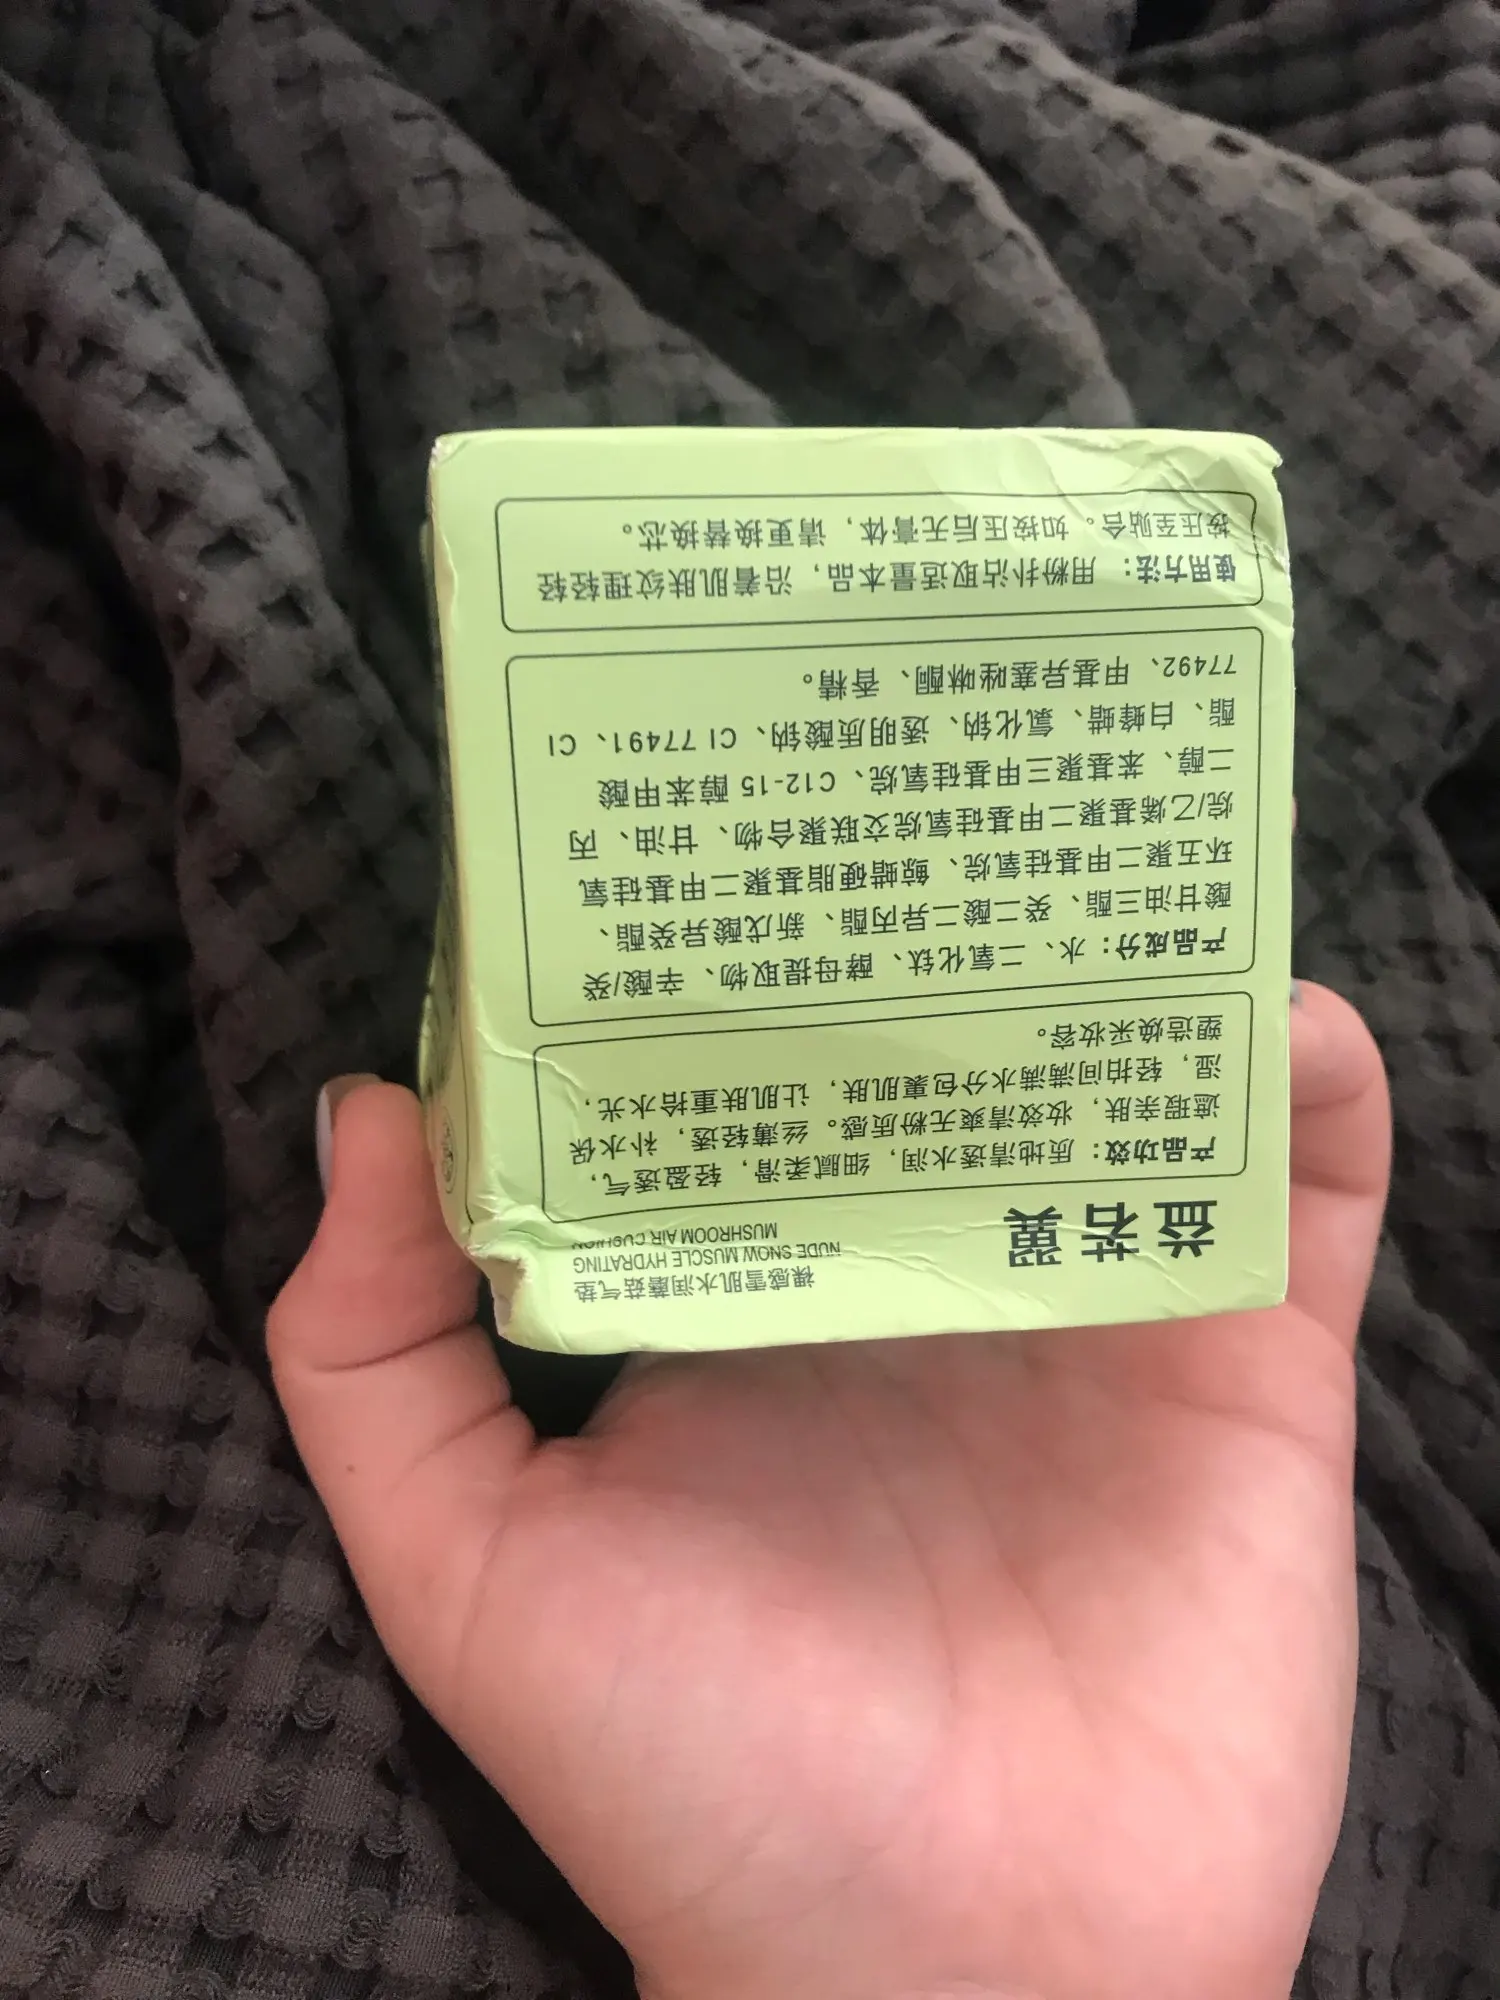 益若翼
裸感雪肌水润蘑菇气垫
NUDE SNOW MUSCLE HYDRATING
MUSHROOM AIR CUSHION
产品功效：质地清透水润，细腻柔滑，轻盈透气，
遮瑕亲肤，妆效清爽无粉质感。丝薄轻透，补水保
湿，轻拍间满满水分包裹肌肤，让肌肤重拾水光，
塑造焕采妆容。
产品成分：水、二氧化钛、酵母提取物、辛酸/癸
酸甘油三酯、癸二酸二异丙酯、新戊酸异癸酯、
环五聚二甲基硅氧烷、鲸蜡硬脂基聚二甲基硅氧
烷/乙烯基聚二甲基硅氧烷交联聚合物、甘油、丙
二醇、苯基聚三甲基硅氧烷、C12-15 醇苯甲酸
酯、白蜂蜡、氯化钠、透明质酸钠、CI 77491、CI
77492、甲基异噻唑啉酮、香精。
使用方法：用粉扑沾取适量本品，沿着肌肤纹理轻轻
按压至贴合。如按压后无膏体，请更换替换芯。